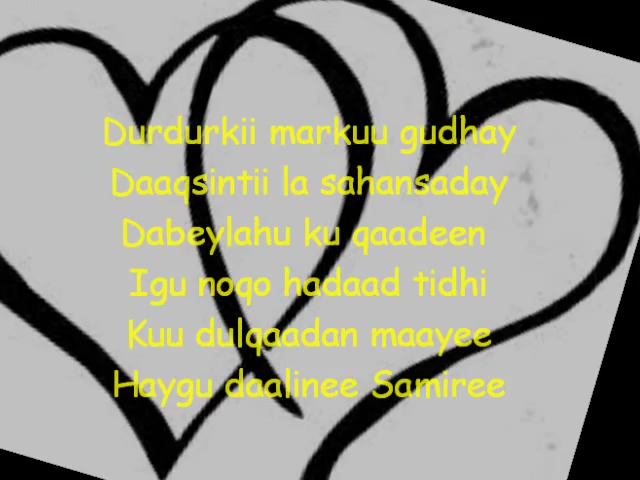 Durdurkii markuu gudhay
Daaqsintii la sahansaday
Dabeylahu ku qaadeen
Igu noqo hadaad tidhi
Kuu dulqaadan maayee
Haygu daalinee Samiree